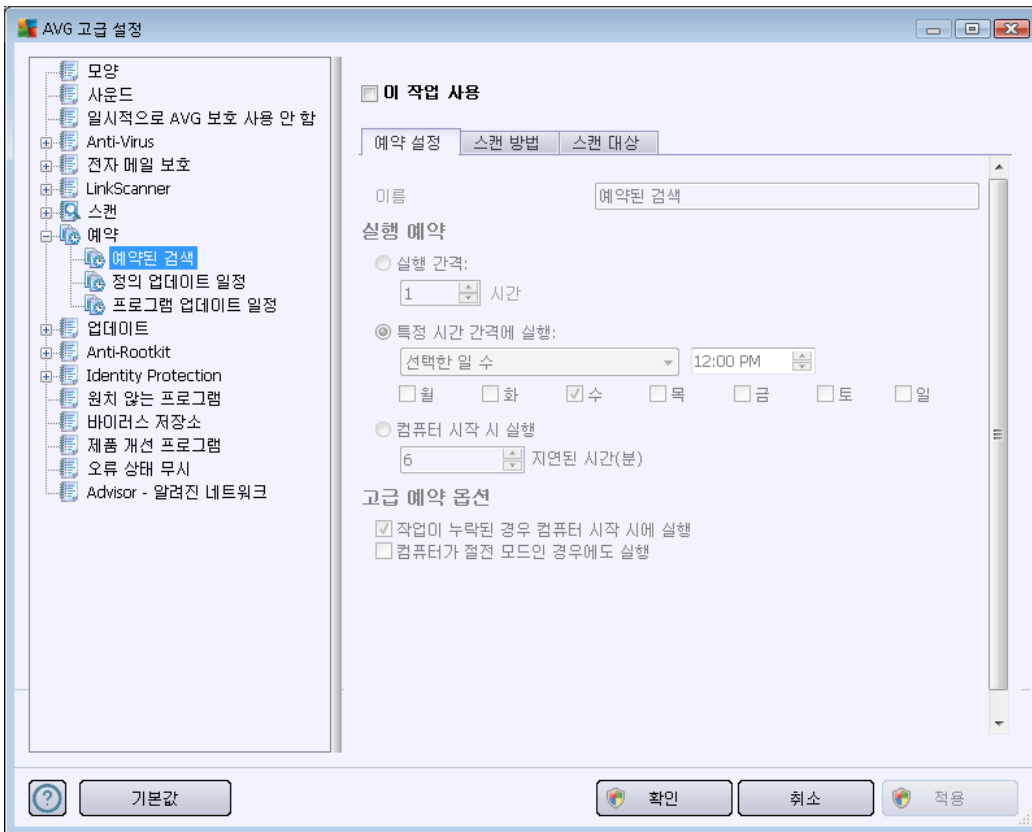 AVG 고급 설정
모양
사운드
일시적으로 AVG 보호 사용 안 함
Anti-Virus
전자 메일 보호
LinkScanner
스캔
예약
예약된 검색
정의 업데이트 일정
프로그램 업데이트 일정
업데이트
Anti-Rootkit
Identity Protection
원치 않는 프로그램
바이러스 저장소
제품 개선 프로그램
오류 상태 무시
Advisor - 알려진 네트워크
이 작업 사용
예약 설정 스캔 방법 스캔 대상
이름 예약된 검색
실행 예약
실행 간격:
1 시간
특정 시간 간격에 실행:
선택한 일 수 12:00 PM
월 화 수 목 금 토 일
컴퓨터 시작 시 실행
6 지연된 시간(분)
고급 예약 옵션
작업이 누락된 경우 컴퓨터 시작 시에 실행
컴퓨터가 절전 모드인 경우에도 실행
? 기본값 확인 취소 적용